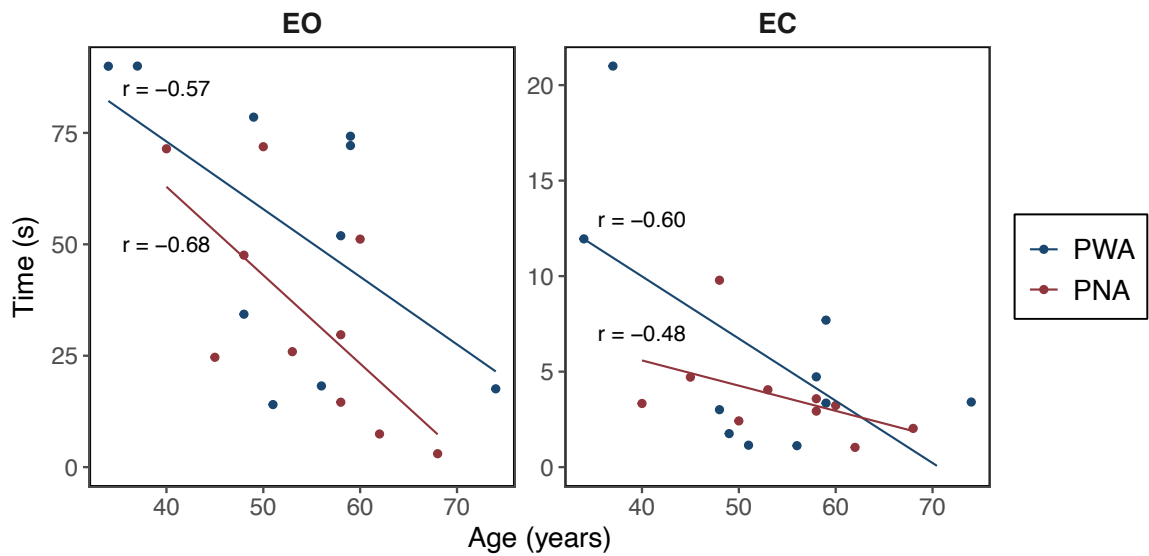 EO
EC
r = −0.57
r = −0.68
r = −0.60
r = −0.48
75
50
25
0
20
15
10
5
0
40 50 60 70
40 50 60 70
Time (s)
Age (years)
PWA
PNA